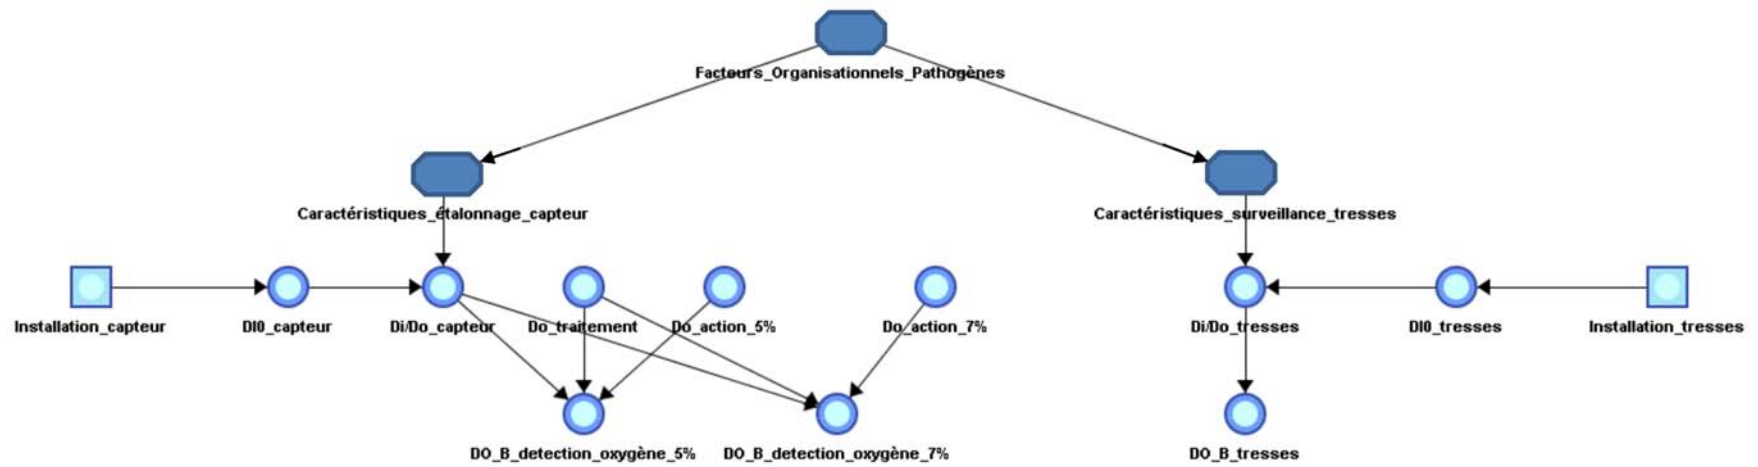 Facteurs_Organisationnels_Pathogènes
Caractéristiques_étalonnage_capteur
Caractéristiques_surveillance_tresses
Installation_capteur
DI0_capteur
Di/Do_capteur
Do_traitement
Do_action_5%
Do_action_7%
Di/Do_tresses
DI0_tresses
Installation_tresses
DO_B_detection_oxygène_5%
DO_B_detection_oxygène_7%
DO_B_tresses